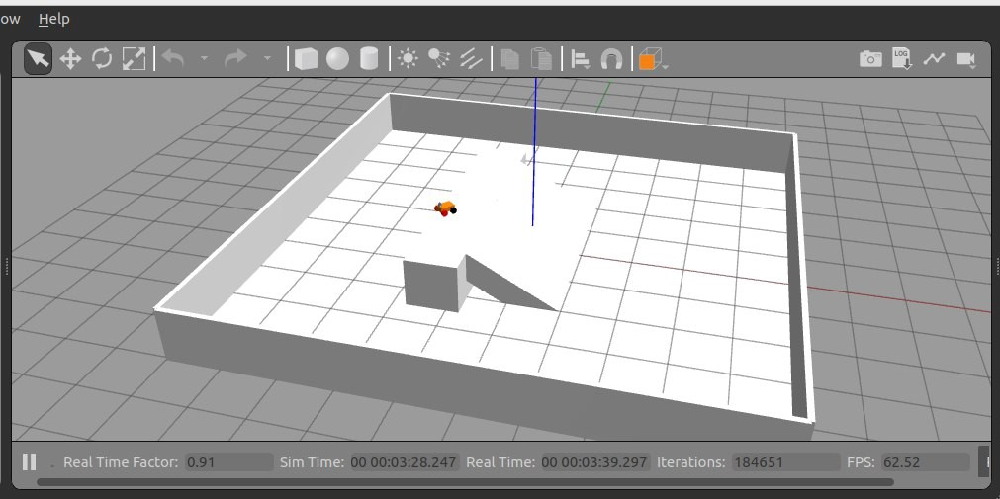 ow Help
LOG
Real Time Factor: 0.91 Sim Time: 00 00:03:28.247 Real Time: 00 00:03:39.297 Iterations: 184651 FPS: 62.52